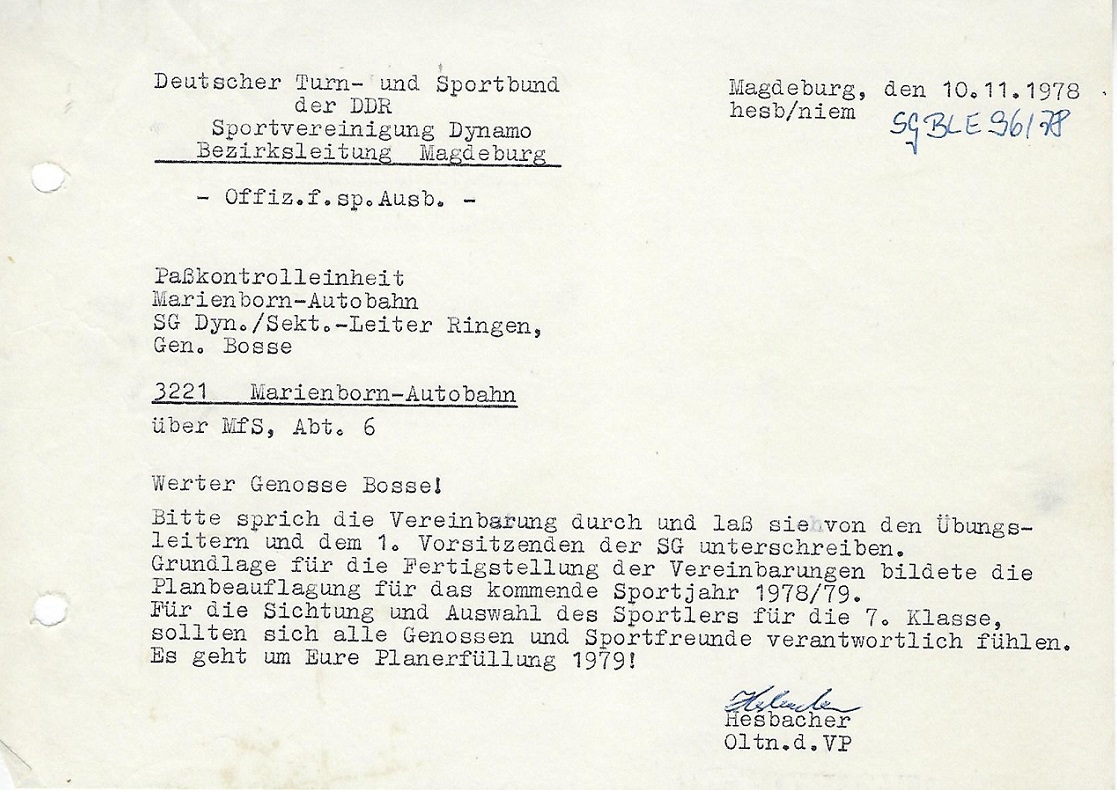 Deutscher Turn- und Sportbund
der DDR
Sportvereinigung Dynamo
Bezirksleitung Magdeburg
- Offiz.f.sp.Ausb. -
Magdeburg, den 10.11.1978
hesb/niem
SG BLE 96/78
Paßkontrolleinheit
Marienborn-Autobahn
SG Dyn./Sekt.-Leiter Ringen,
Gen. Bosse
3221 Marienborn-Autobahn
über MfS, Abt. 6
Werter Genosse Bosse!
Bitte sprich die Vereinbarung durch und laß sie von den Übungs-
leitern und dem 1. Vorsitzenden der SG unterschreiben.
Grundlage für die Fertigstellung der Vereinbarungen bildete die
Planbeauflagung für das kommende Sportjahr 1978/79.
Für die Sichtung und Auswahl des Sportlers für die 7. Klasse,
sollten sich alle Genossen und Sportfreunde verantwortlich fühlen.
Es geht um Eure Planerfüllung 1979!
Hesbacher
Hesbacher
Oltn.d.VP